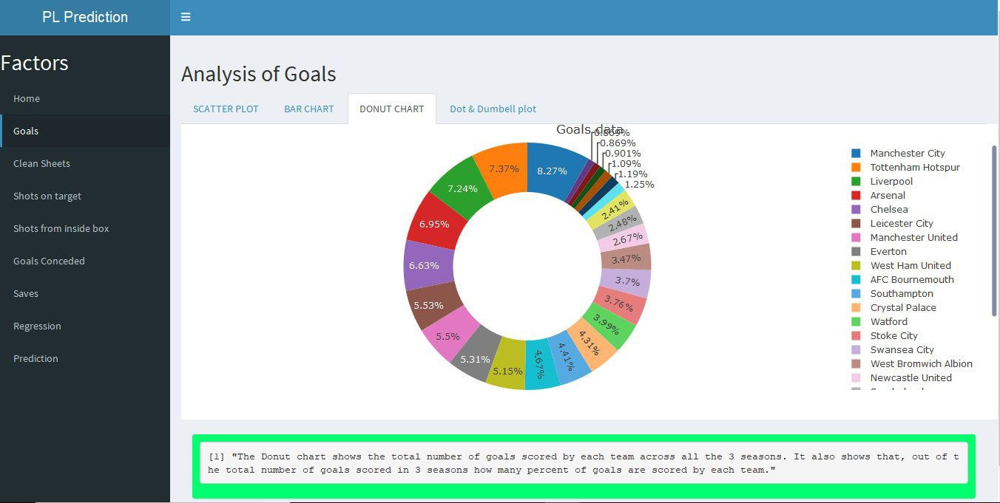 PL Prediction
Factors
Home
Goals
Clean Sheets
Shots on target
Shots from inside box
Goals Conceded
Saves
Regression
Prediction
Analysis of Goals
SCATTER PLOT
BAR CHART
DONUT CHART
Dot & Dumbell plot
Goals data
0.869%
0.869%
0.901%
1.09%
1.19%
1.25%
2.41%
2.48%
2.67%
3.47%
3.7%
3.76%
3.99%
4.31%
4.41%
4.67%
5.15%
5.31%
5.5%
5.53%
6.63%
6.95%
7.24%
7.37%
8.27%
Manchester City
Tottenham Hotspur
Liverpool
Arsenal
Chelsea
Leicester City
Manchester United
Everton
West Ham United
AFC Bournemouth
Southampton
Crystal Palace
Watford
Stoke City
Swansea City
West Bromwich Albion
Newcastle United
[1] "The Donut chart shows the total number of goals scored by each team across all the 3 seasons. It also shows that, out of t
he total number of goals scored in 3 seasons how many percent of goals are scored by each team."